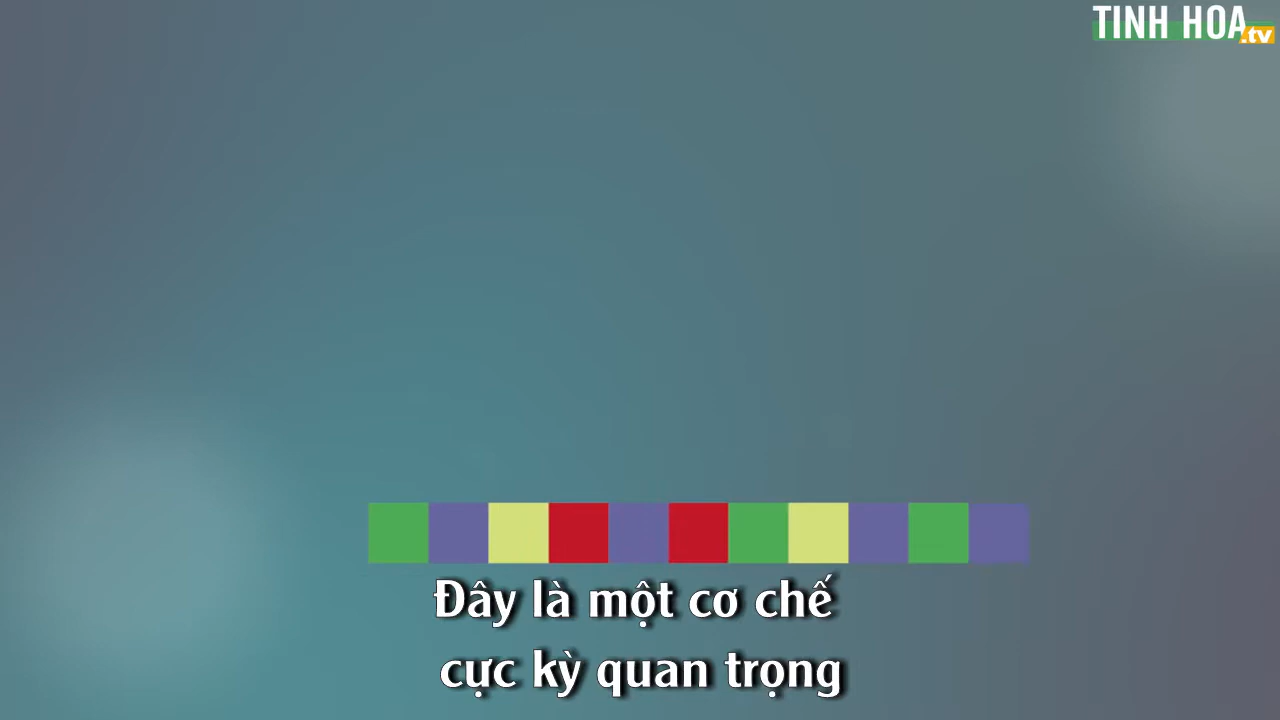 TINH HOA.tv
Đây là một cơ chế
cực kỳ quan trọng